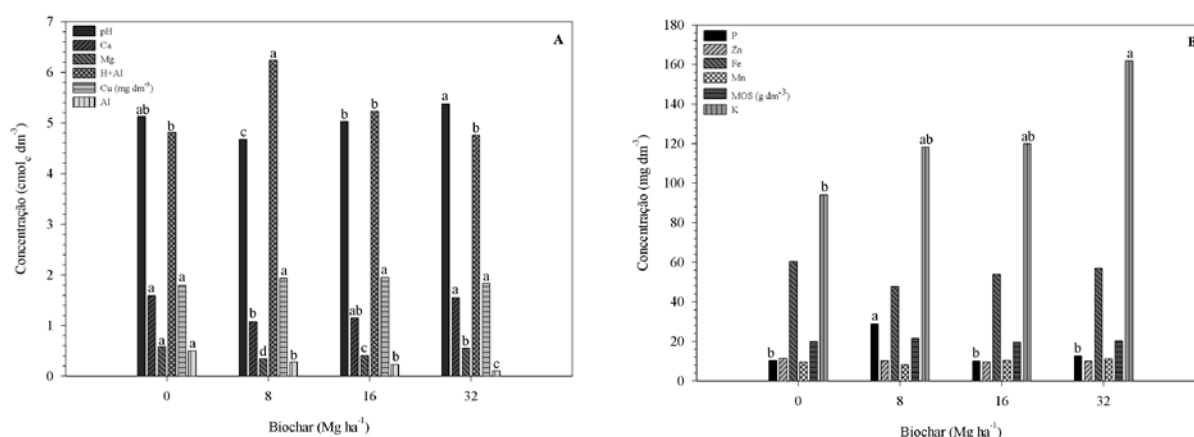 A
7
6
5
4
3
2
1
0
Concentração (cmolc dm-3)
pH
Ca
Mg
H+Al
Cu (mg dm-3)
Al
ab
a
a
b
a
a
c
b
d
a
a
b
b
ab
c
b
a
b
a
a
b
b
a
c
0
8
16
32
Biochar (Mg ha-1)
180
160
140
120
100
80
60
40
20
0
Concentração (mg dm-3)
P
Zn
Fe
Mn
MOS (g dm-3)
K
b
b
a
ab
b
ab
b
a
0
8
16
32
Biochar (Mg ha-1)